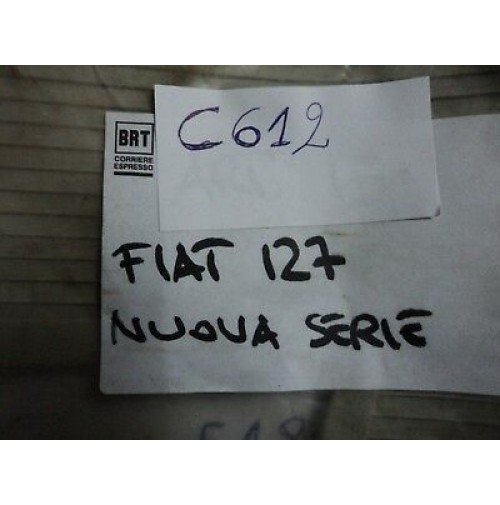 C612
BRT
CORRIERE
ESPRESSO
FIAT 127
NUOVA SERIE